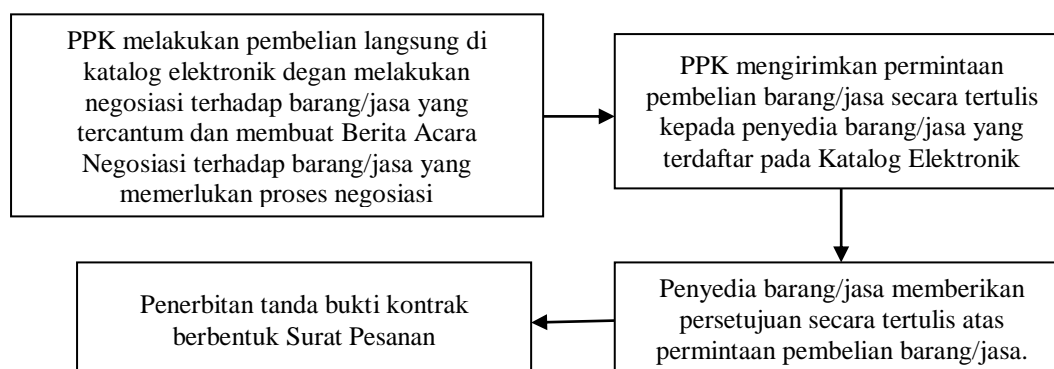 PPK melakukan pembelian langsung di
katalog elektronik degan melakukan
negosiasi terhadap barang/jasa yang
tercantum dan membuat Berita Acara
Negosiasi terhadap barang/jasa yang
memerlukan proses negosiasi
PPK mengirimkan permintaan
pembelian barang/jasa secara tertulis
kepada penyedia barang/jasa yang
terdaftar pada Katalog Elektronik
Penyedia barang/jasa memberikan
persetujuan secara tertulis atas
permintaan pembelian barang/jasa.
Penerbitan tanda bukti kontrak
berbentuk Surat Pesanan